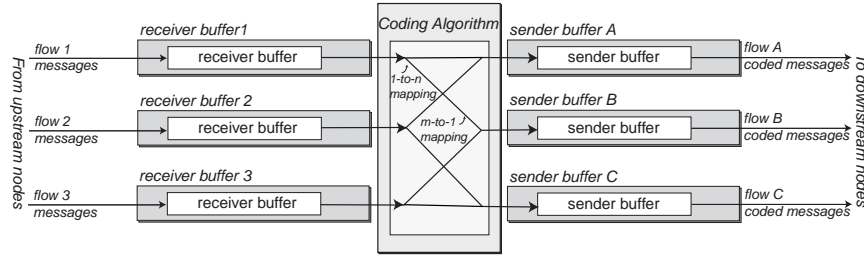 From upstream nodes
flow 1
messages
receiver buffer1
receiver buffer
flow 2
messages
receiver buffer 2
receiver buffer
flow 3
messages
receiver buffer 3
receiver buffer
Coding Algorithm
1-to-n
mapping
m-to-1
mapping
sender buffer A
sender buffer
flow A
coded messages
sender buffer B
sender buffer
flow B
coded messages
sender buffer C
sender buffer
flow C
coded messages
To downstream nodes